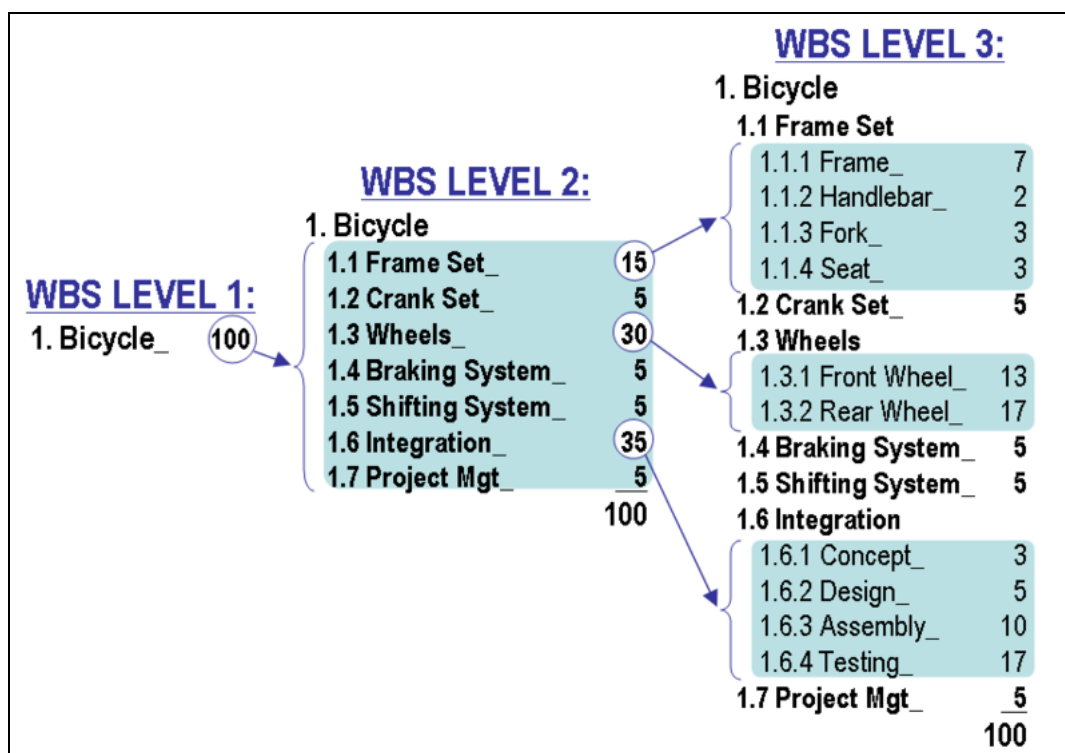 WBS LEVEL 1:
1. Bicycle_ 100
WBS LEVEL 2:
1. Bicycle
1.1 Frame Set_ 15
1.2 Crank Set_ 5
1.3 Wheels_ 30
1.4 Braking System_ 5
1.5 Shifting System_ 5
1.6 Integration_ 35
1.7 Project Mgt_ 5
100
WBS LEVEL 3:
1. Bicycle
1.1 Frame Set
1.1.1 Frame_ 7
1.1.2 Handlebar_ 2
1.1.3 Fork_ 3
1.1.4 Seat_ 3
1.2 Crank Set_ 5
1.3 Wheels
1.3.1 Front Wheel_ 13
1.3.2 Rear Wheel_ 17
1.4 Braking System_ 5
1.5 Shifting System_ 5
1.6 Integration
1.6.1 Concept_ 3
1.6.2 Design_ 5
1.6.3 Assembly_ 10
1.6.4 Testing_ 17
1.7 Project Mgt_ 5
100